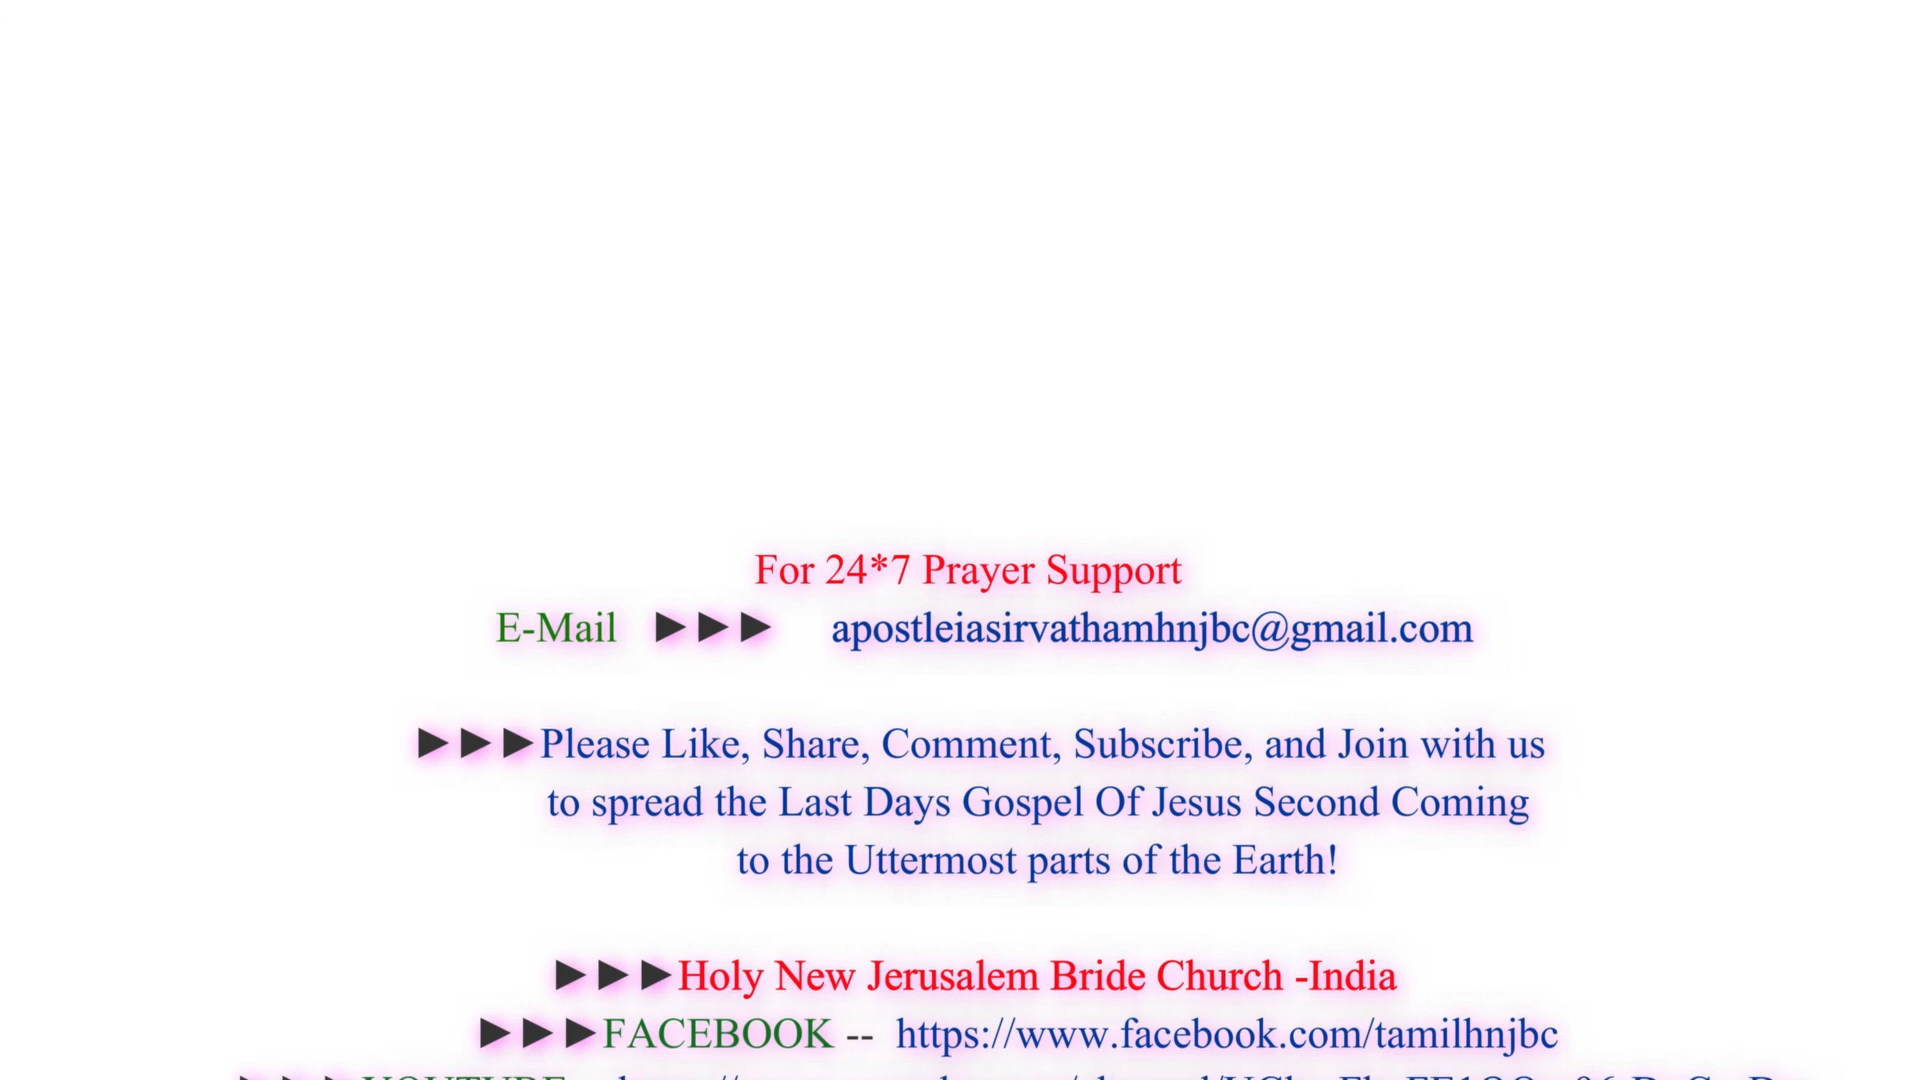 For 24*7 Prayer Support
E-Mail ►►► apostleiasirvathamhnjbc@gmail.com
►►►Please Like, Share, Comment, Subscribe, and Join with us
to spread the Last Days Gospel Of Jesus Second Coming
to the Uttermost parts of the Earth!
►►►Holy New Jerusalem Bride Church -India
►►►FACEBOOK -- https://www.facebook.com/tamilhnjbc
►►►YOUTUBE